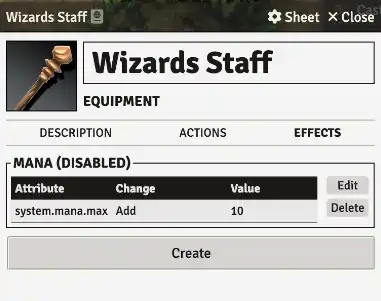 Wizards Staff Sheet Close
Wizards Staff
EQUIPMENT
DESCRIPTION ACTIONS EFFECTS
MANA (DISABLED)
Attribute Change Value Edit
system.mana.max Add 10 Delete
Create